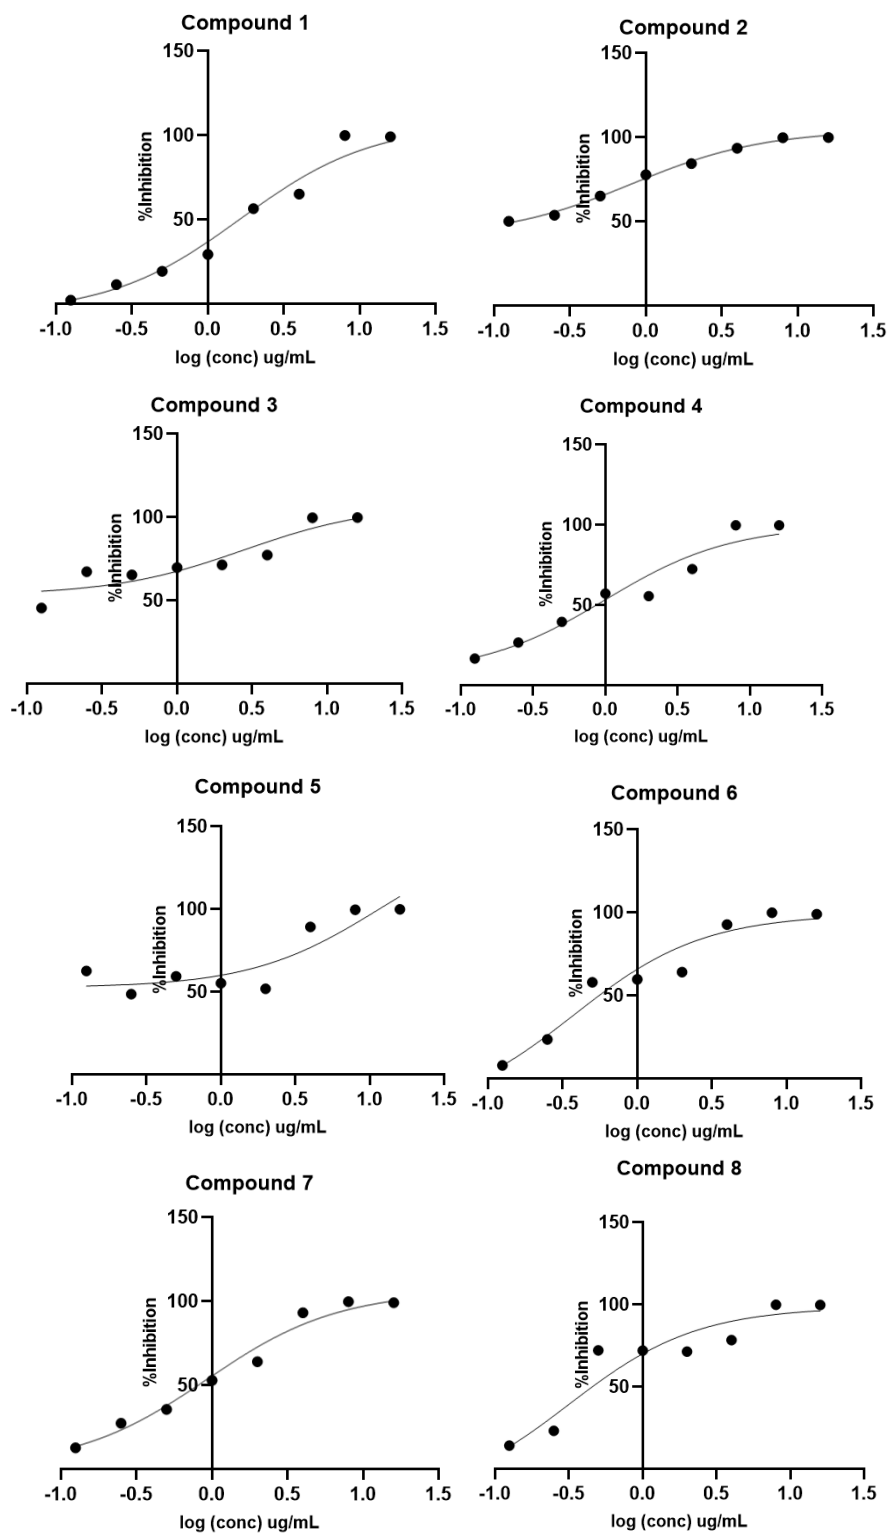 Compound 1
150
100
50
%Inhibition
-1.0 -0.5 0.0 0.5 1.0 1.5
log (conc) ug/mL
Compound 2
150
100
50
%Inhibition
-1.0 -0.5 0.0 0.5 1.0 1.5
log (conc) ug/mL
Compound 3
150
100
50
%Inhibition
-1.0 -0.5 0.0 0.5 1.0 1.5
log (conc) ug/mL
Compound 4
150
100
50
%Inhibition
-1.0 -0.5 0.0 0.5 1.0 1.5
log (conc) ug/mL
Compound 5
150
100
50
%Inhibition
-1.0 -0.5 0.0 0.5 1.0 1.5
log (conc) ug/mL
Compound 6
150
100
50
%Inhibition
-1.0 -0.5 0.0 0.5 1.0 1.5
log (conc) ug/mL
Compound 7
150
100
50
%Inhibition
-1.0 -0.5 0.0 0.5 1.0 1.5
log (conc) ug/mL
Compound 8
150
100
50
%Inhibition
-1.0 -0.5 0.0 0.5 1.0 1.5
log (conc) ug/mL